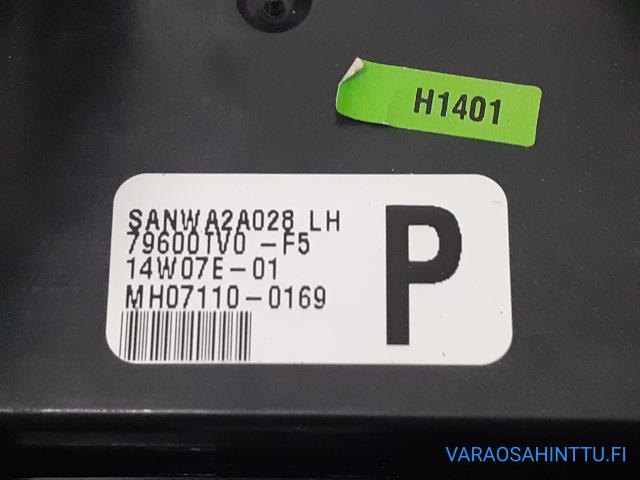 H1401
SANWA2A028 LH
79600TV0 -F5
14W07E-01
MH07110-0169
P
VARAOSAHINTTU.FI